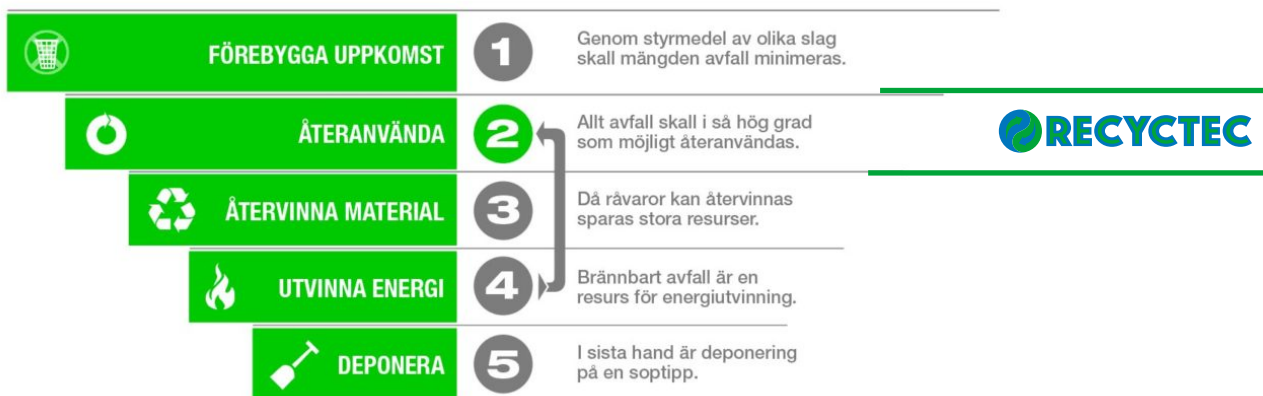 FÖREBYGGA UPPKOMST
1
Genom styrmedel av olika slag
skall mängden avfall minimeras.
ÅTERANVÄNDA
2
Allt avfall skall i så hög grad
som möjligt återanvändas.
RECYCTEC
ÅTERVINNA MATERIAL
3
Då råvaror kan återvinnas
sparas stora resurser.
UTVINNA ENERGI
4
Brännbart avfall är en
resurs för energiutvinning.
DEPONERA
5
I sista hand är deponering
på en soptipp.